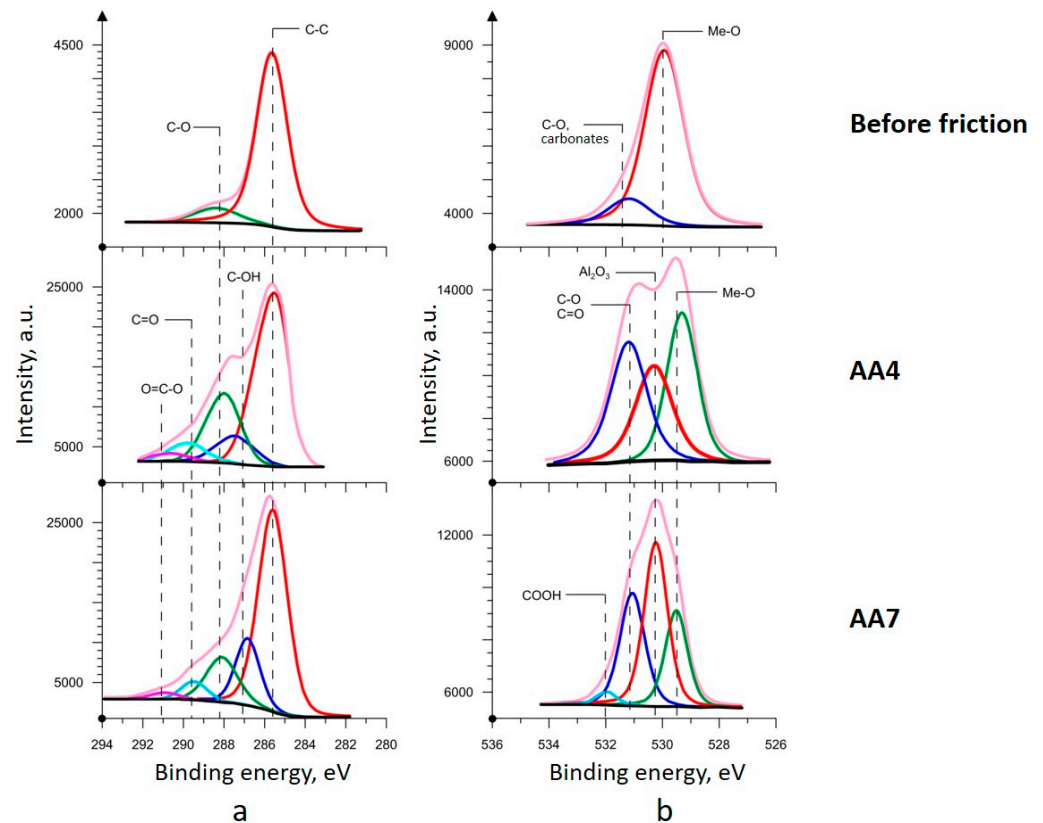 4500
2000
C-C
C-O
9000
4000
Me-O
C-O,
carbonates
Before friction
25000
5000
C-OH
C=O
O=C-O
14000
6000
Al₂O₃
C-O
C=O
Me-O
AA4
25000
5000
12000
6000
COOH
AA7
Intensity, a.u.
Intensity, a.u.
294 292 290 288 286 284 282 280
536 534 532 530 528 526
Binding energy, eV
Binding energy, eV
a
b